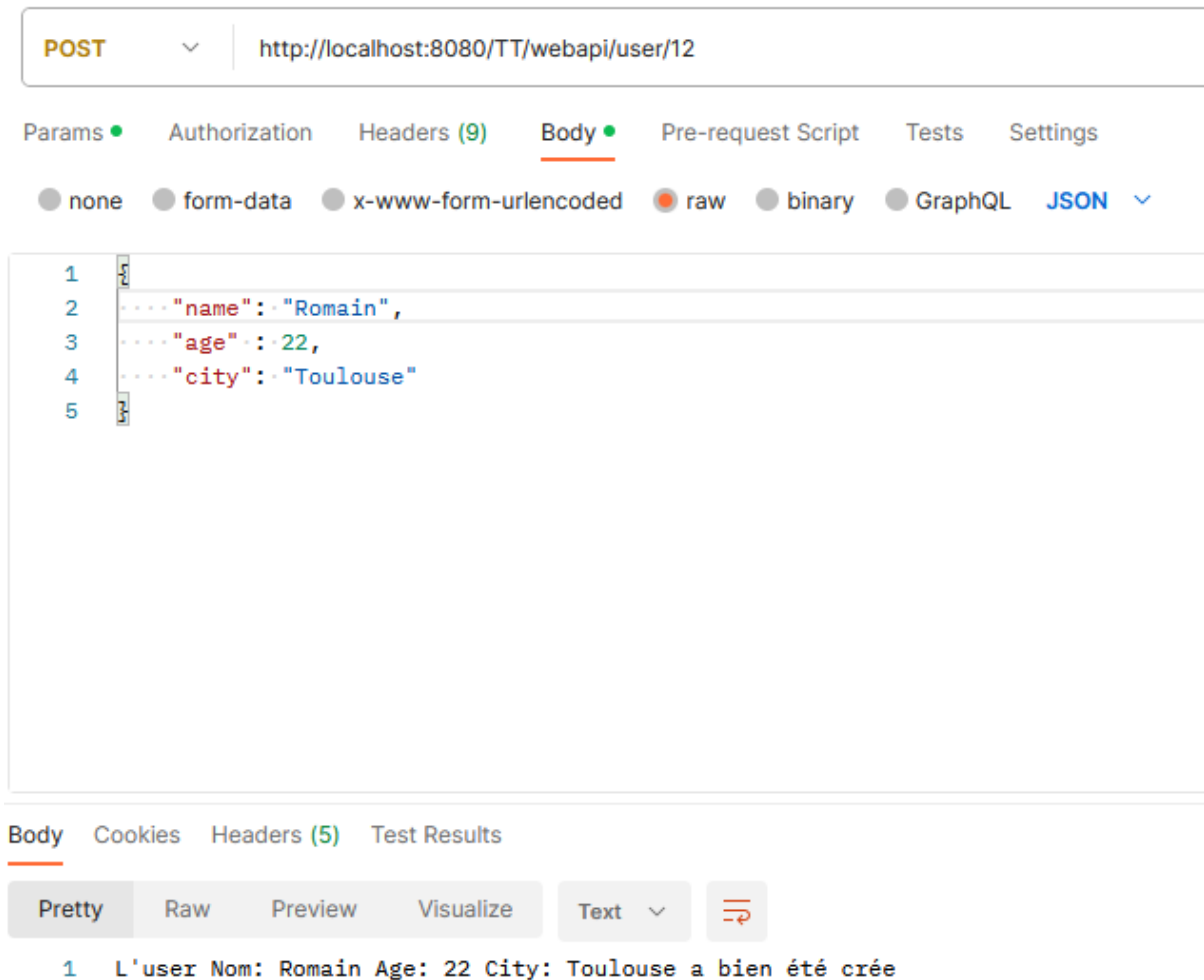 POST http://localhost:8080/TT/webapi/user/12
Params Authorization Headers (9) Body Pre-request Script Tests Settings
none form-data x-www-form-urlencoded raw binary GraphQL JSON
1 {
2 "name": "Romain",
3 "age" : 22,
4 "city": "Toulouse"
5 }
Body Cookies Headers (5) Test Results
Pretty Raw Preview Visualize Text
1 L'user Nom: Romain Age: 22 City: Toulouse a bien été crée